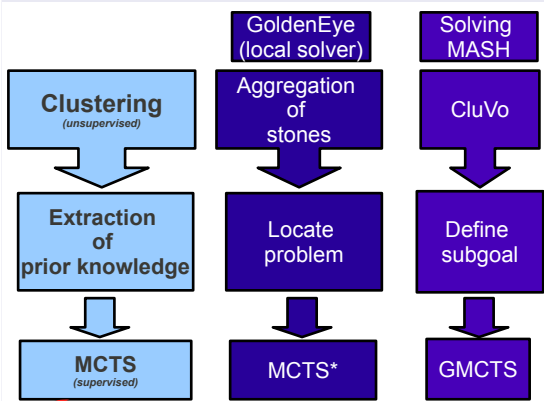 GoldenEye
(local solver)
Solving
MASH
Clustering
(unsupervised)
Aggregation
of
stones
CluVo
Extraction
of
prior knowledge
Locate
problem
Define
subgoal
MCTS
(supervised)
MCTS*
GMCTS